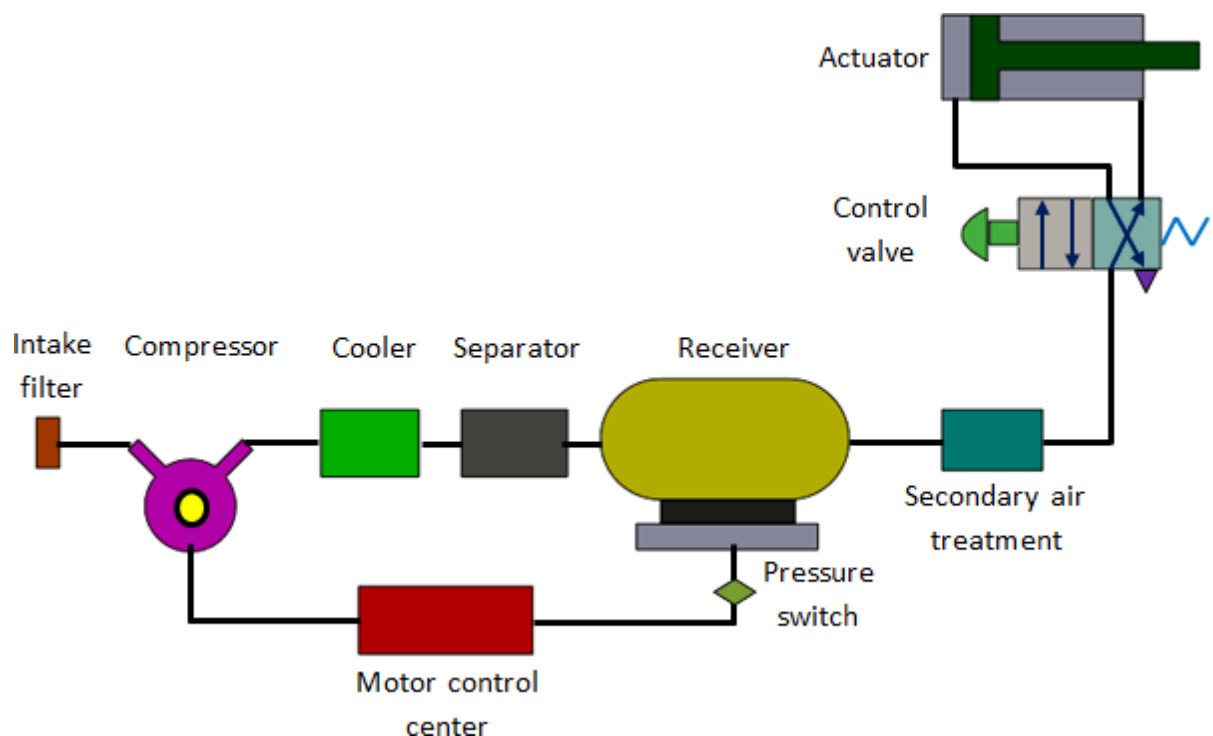 Actuator
Control
valve
Intake
filter
Compressor
Cooler
Separator
Receiver
Secondary air
treatment
Pressure
switch
Motor control
center